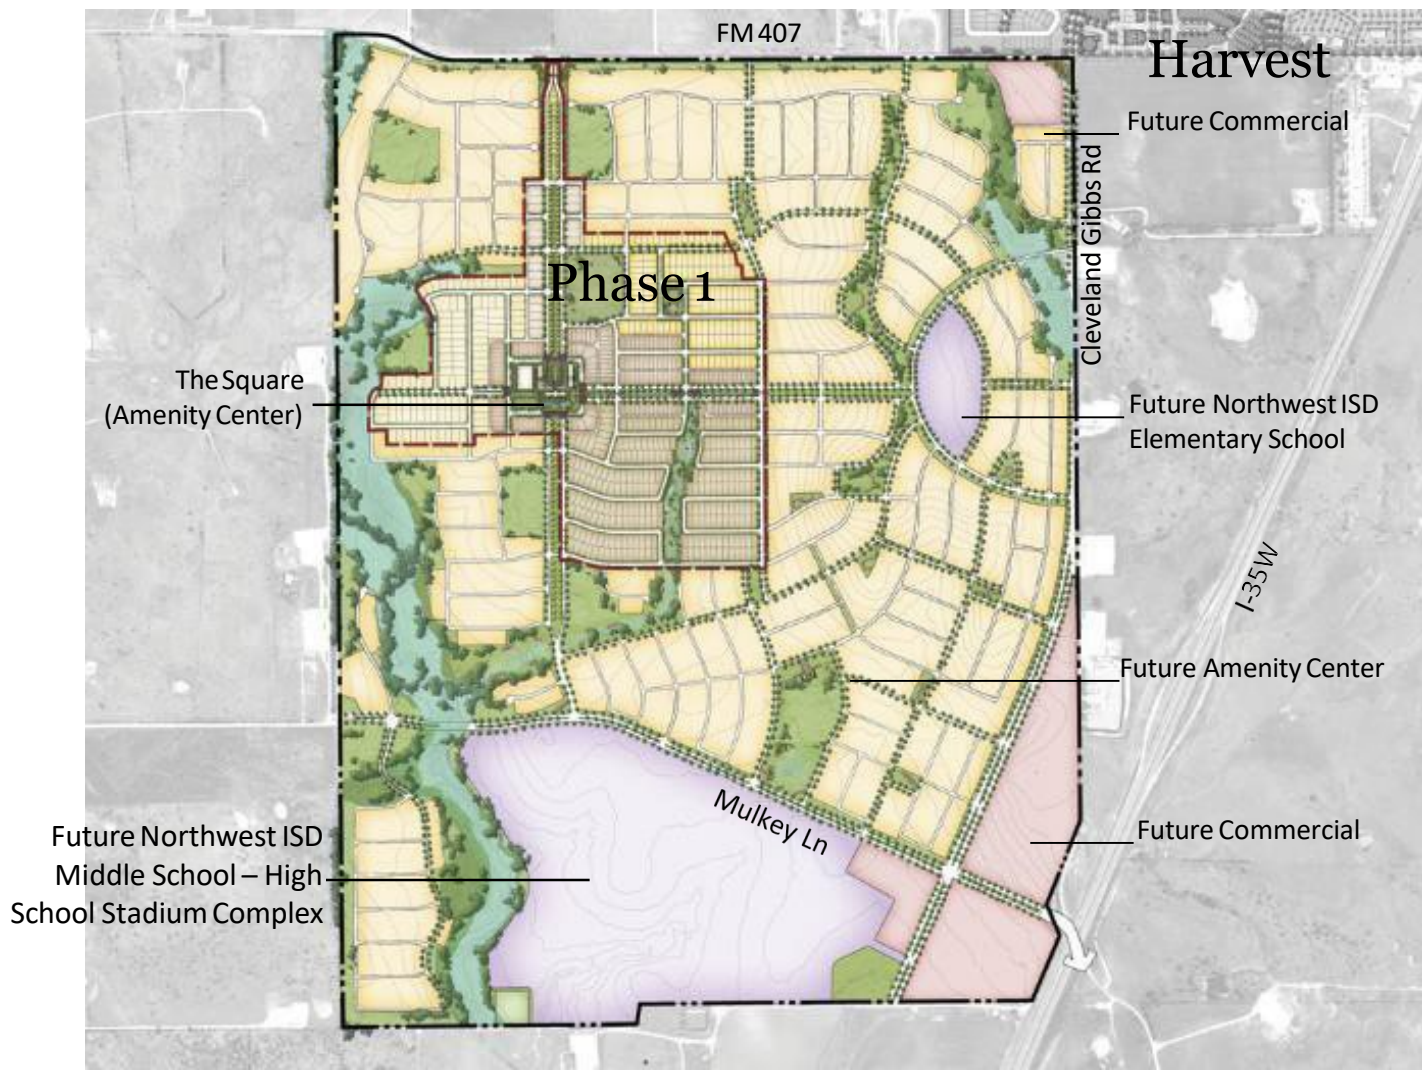 FM 407
Harvest
Future Commercial
Cleveland Gibbs Rd
Phase 1
The Square
(Amenity Center)
Future Northwest ISD
Elementary School
I-35W
Future Amenity Center
Mulkey Ln
Future Commercial
Future Northwest ISD
Middle School – High
School Stadium Complex